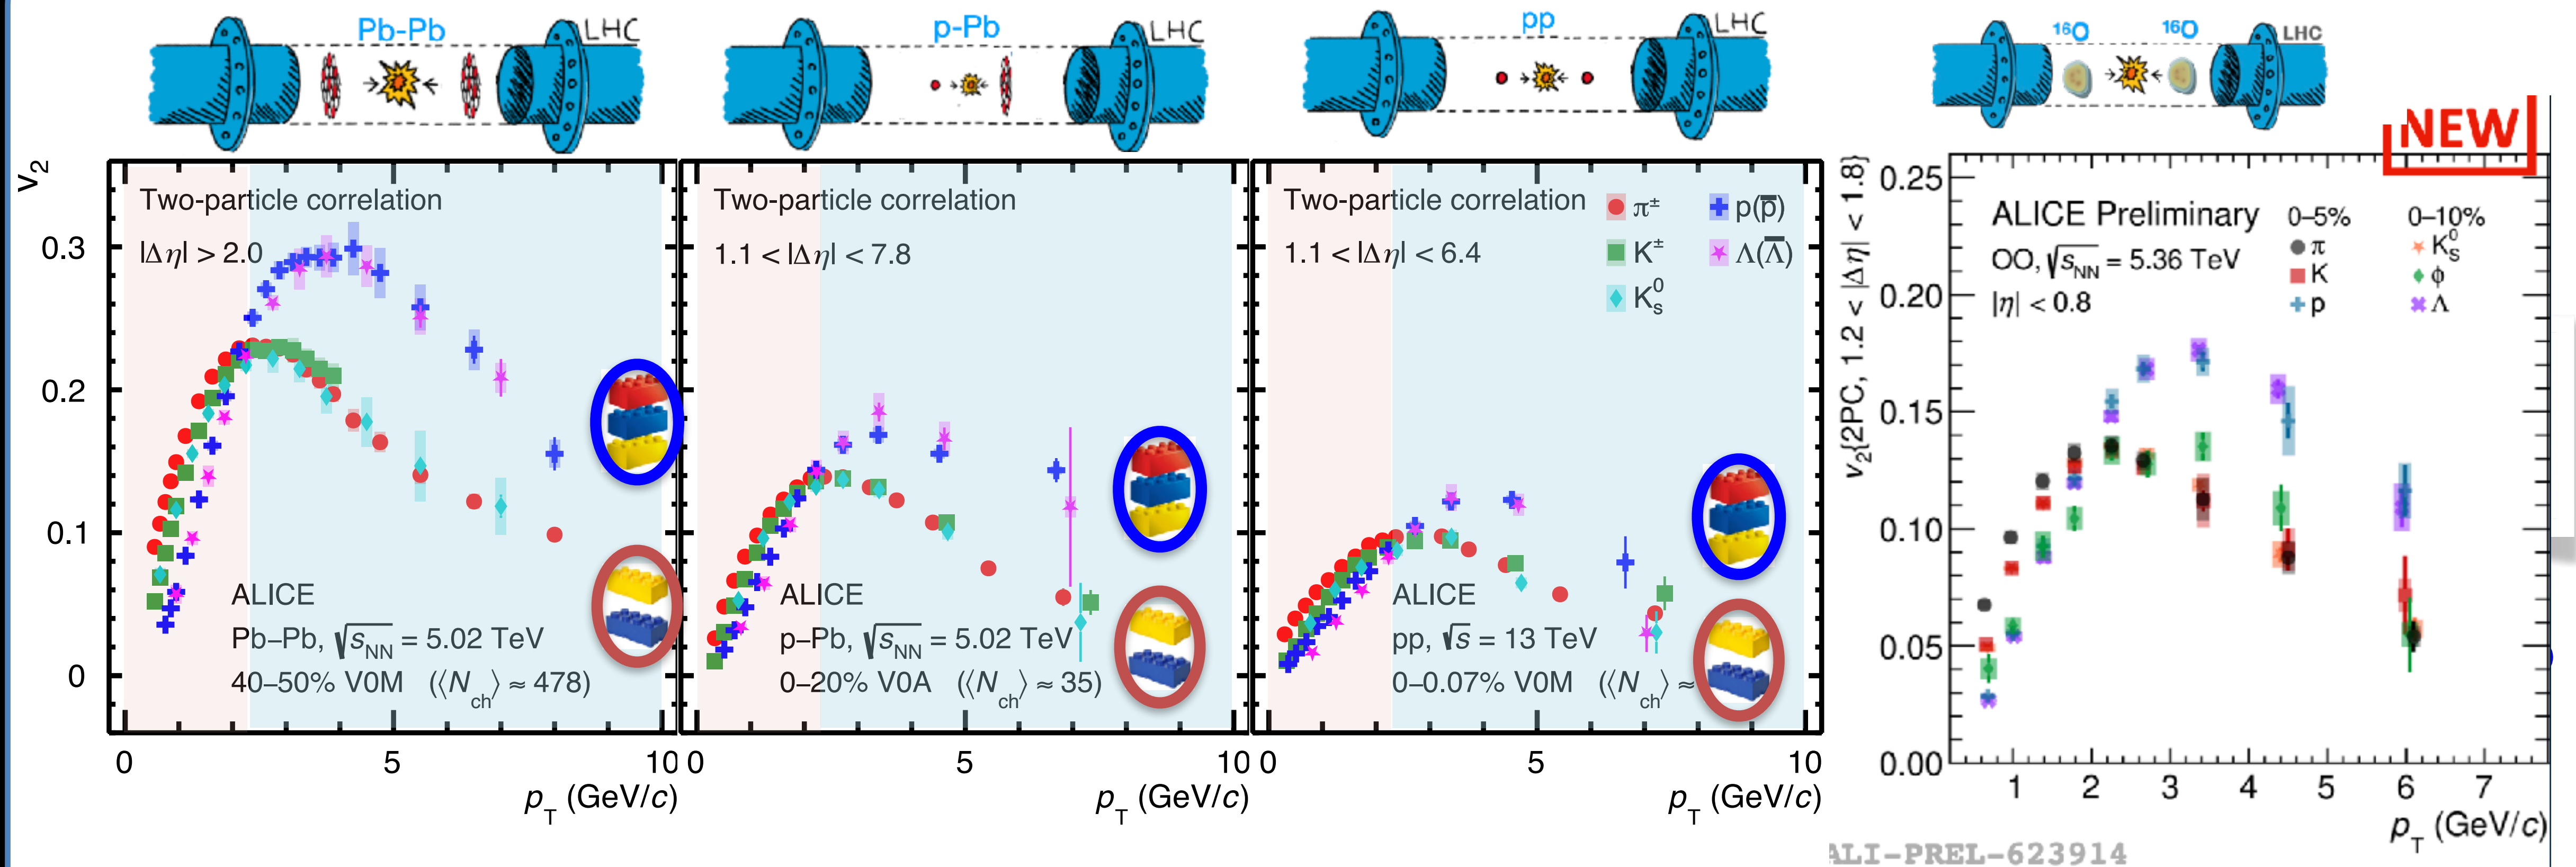 Pb-Pb
LHC
p-Pb
LHC
pp
LHC
¹⁶O
¹⁶O
LHC
NEW
v₂
0.3
0.2
0.1
0
Two-particle correlation
|Δη| > 2.0
ALICE
Pb–Pb, √sNN = 5.02 TeV
40–50% V0M (⟨Nch⟩ ≈ 478)
0
5
10
pT (GeV/c)
Two-particle correlation
1.1 < |Δη| < 7.8
ALICE
p–Pb, √sNN = 5.02 TeV
0–20% V0A (⟨Nch⟩ ≈ 35)
0
5
10
pT (GeV/c)
Two-particle correlation
1.1 < |Δη| < 6.4
π±
K±
K⁰s
p(p̅)
Λ(Λ̅)
ALICE
pp, √s = 13 TeV
0–0.07% V0M (⟨Nch⟩ ≈
0
5
10
pT (GeV/c)
v₂{2PC, 1.2 < |Δη| < 1.8}
0.25
0.20
0.15
0.10
0.05
0.00
ALICE Preliminary
OO, √sNN = 5.36 TeV
|η| < 0.8
0–5%
π
K
p
0–10%
K⁰s
ϕ
Λ
1
2
3
4
5
6
7
pT (GeV/c)
ALI-PREL-623914